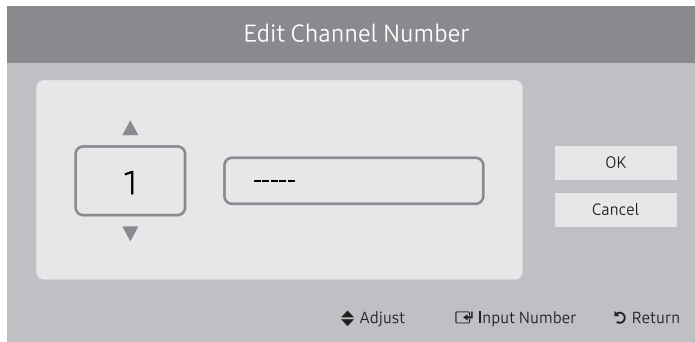 Edit Channel Number
1
-----
OK
Cancel
Adjust
Input Number
Return